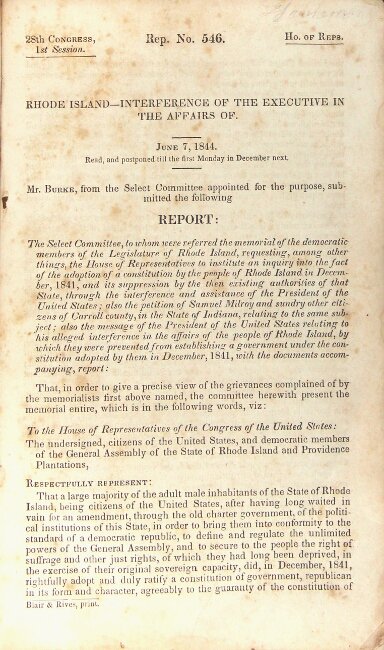 28th Congress,
1st Session.
Rep. No. 546.
Ho. of Reps.
RHODE ISLAND—INTERFERENCE OF THE EXECUTIVE IN
THE AFFAIRS OF.
June 7, 1844.
Read, and postponed till the first Monday in December next.
Mr. Burke, from the Select Committee appointed for the purpose, sub-
mitted the following
REPORT:
The Select Committee, to whom were referred the memorial of the democratic
members of the Legislature of Rhode Island, requesting, among other
things, the House of Representatives to institute an inquiry into the fact
of the adoption of a constitution by the people of Rhode Island in Decem-
ber, 1841, and its suppression by the then existing authorities of that
State, through the interference and assistance of the President of the
United States; also the petition of Samuel Milroy and sundry other citi-
zens of Carroll county, in the State of Indiana, relating to the same sub-
ject; also the message of the President of the United States relating to
his alleged interference in the affairs of the people of Rhode Island, by
which they were prevented from establishing a government under the con-
stitution adopted by them in December, 1841, with the documents accom-
panying, report:
That, in order to give a precise view of the grievances complained of by
the memorialists first above named, the committee herewith present the
memorial entire, which is in the following words, viz:
To the House of Representatives of the Congress of the United States:
The undersigned, citizens of the United States, and democratic members
of the General Assembly of the State of Rhode Island and Providence
Plantations,
Respectfully represent:
That a large majority of the adult male inhabitants of the State of Rhode
Island, being citizens of the United States, after having long waited in
vain for an amendment, through the old charter government, of the politi-
cal institutions of this State, in order to bring them into conformity to the
standard of a democratic republic, to define and regulate the unlimited
powers of the General Assembly, and to secure to the people the right of
suffrage and other just rights, of which they had long been deprived, in
the exercise of their original sovereign capacity, did, in December, 1841,
rightfully adopt and duly ratify a constitution of government, republican
in its form and character, agreeably to the guaranty of the constitution of
Blair & Rives, print.